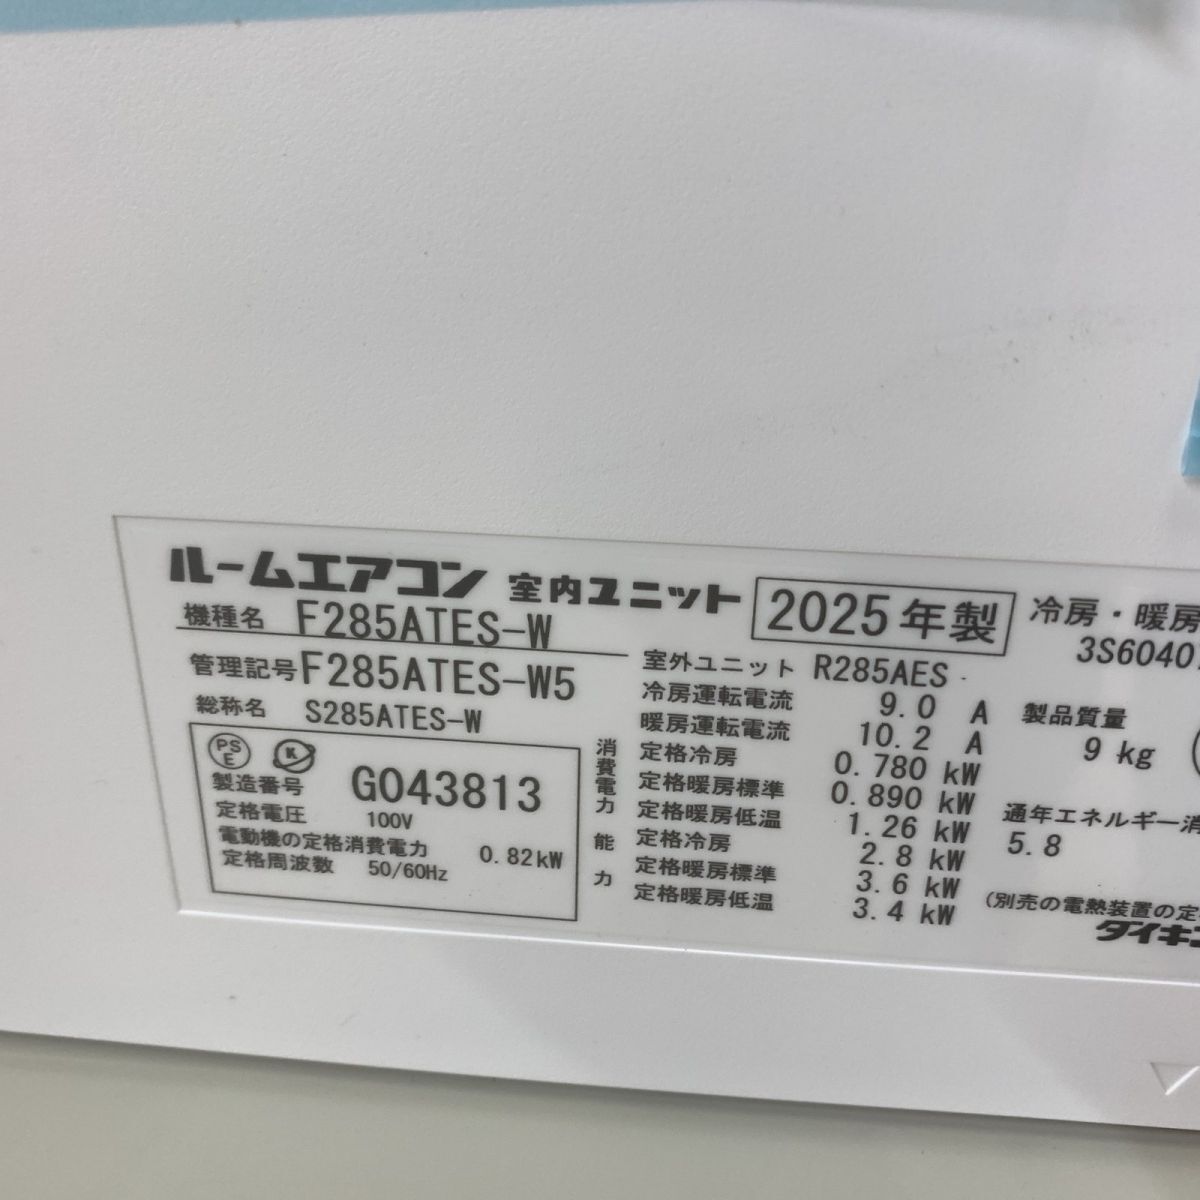 ルームエアコン 室内ユニット 2025年製 冷房・暖房
機種名 F285ATES-W 3S6040
管理記号 F285ATES-W5
総称名 S285ATES-W
PS
E
K
製造番号 G043813
定格電圧 100V
電動機の定格消費電力 0.82kW
定格周波数 50/60Hz
室外ユニット R285AES
冷房運転電流 9.0 A
暖房運転電流 10.2 A
消費電力
定格冷房 0.780 kW
定格暖房標準 0.890 kW
定格暖房低温 1.26 kW
能力
定格冷房 2.8 kW
定格暖房標準 3.6 kW
定格暖房低温 3.4 kW
製品質量
9 kg
通年エネルギー消
5.8
(別売の電熱装置の定
ダイキン